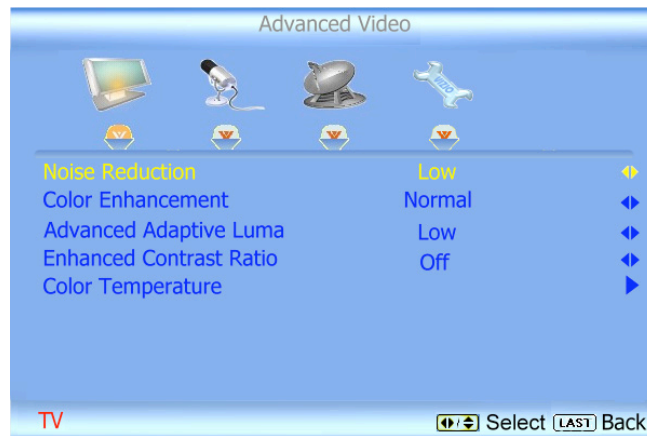 Advanced Video
VIZIO
Noise Reduction Low
Color Enhancement Normal
Advanced Adaptive Luma Low
Enhanced Contrast Ratio Off
Color Temperature
TV
/ Select LAST Back